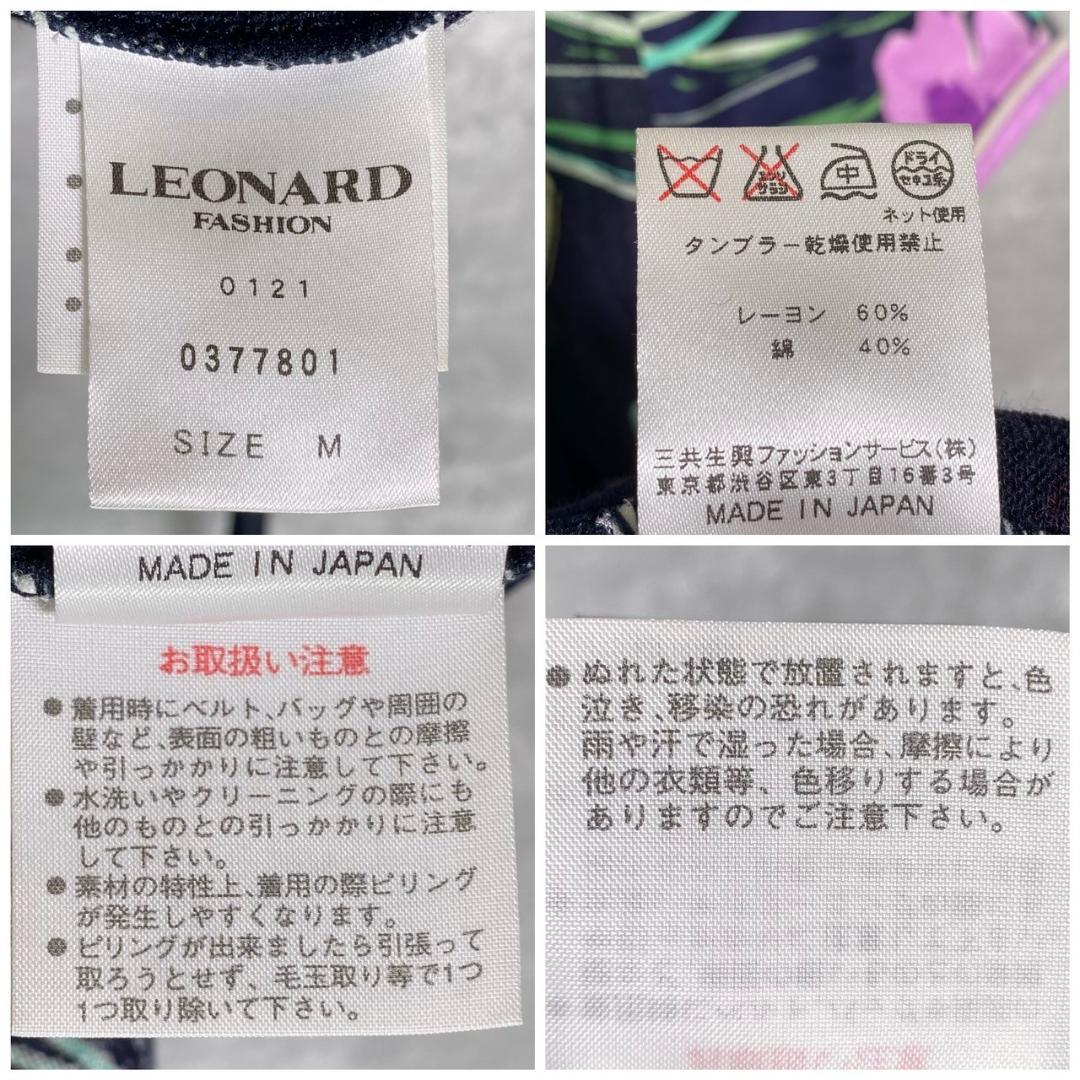 LEONARD
FASHION
0121
0377801
SIZE M
エンソ
サラシ
中
ドライ
セキユ系
ネット使用
タンブラー乾燥使用禁止
レーヨン 60%
綿 40%
三共生興ファッションサービス(株)
東京都渋谷区東3丁目16番3号
MADE IN JAPAN
MADE IN JAPAN
お取扱い注意
●着用時にベルト、バッグや周囲の
壁など、表面の粗いものとの摩擦
や引っかかりに注意して下さい。
●水洗いやクリーニングの際にも
他のものとの引っかかりに注意
して下さい。
●素材の特性上、着用の際ピリング
が発生しやすくなります。
●ピリングが出来ましたら引張って
取ろうとせず、毛玉取り等で1つ
1つ取り除いて下さい。
●ぬれた状態で放置されますと、色
泣き、移染の恐れがあります。
雨や汗で湿った場合、摩擦により
他の衣類等、色移りする場合が
ありますのでご注意下さい。